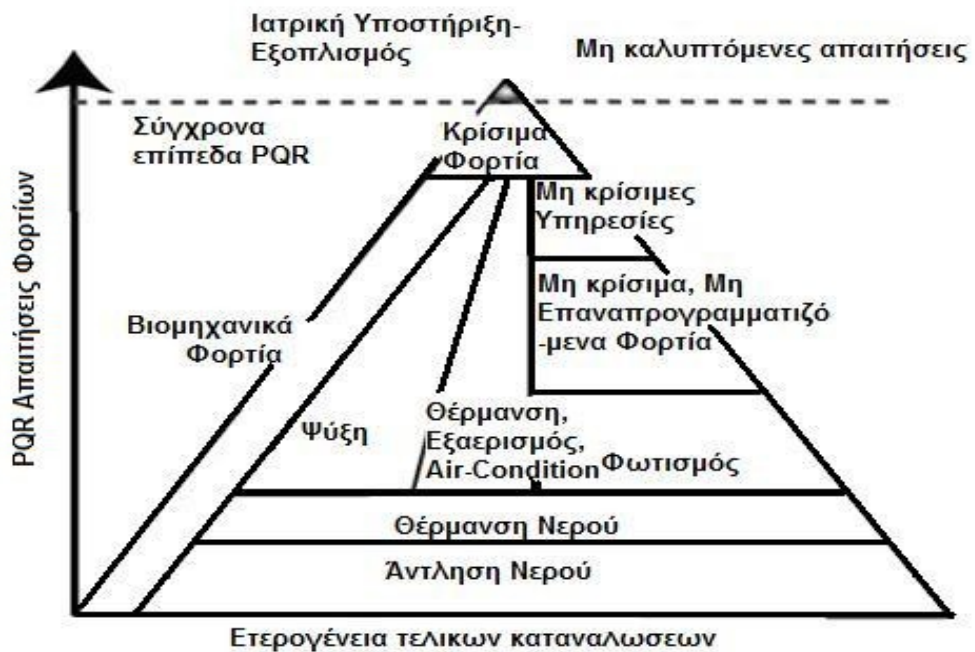 Ιατρική Υποστήριξη-
Εξοπλισμός
Μη καλυπτόμενες απαιτήσεις
Σύγχρονα
επίπεδα PQR
Κρίσιμα
Φορτία
Μη κρίσιμες
Υπηρεσίες
Μη κρίσιμα, Μη
Επαναπρογραμματιζό
-μενα Φορτία
Βιομηχανικά
Φορτία
Ψύξη
Θέρμανση,
Εξαερισμός,
Air-Condition
Φωτισμός
Θέρμανση Νερού
Άντληση Νερού
PQR Απαιτήσεις Φορτίων
Ετερογένεια τελικων καταναλωσεων